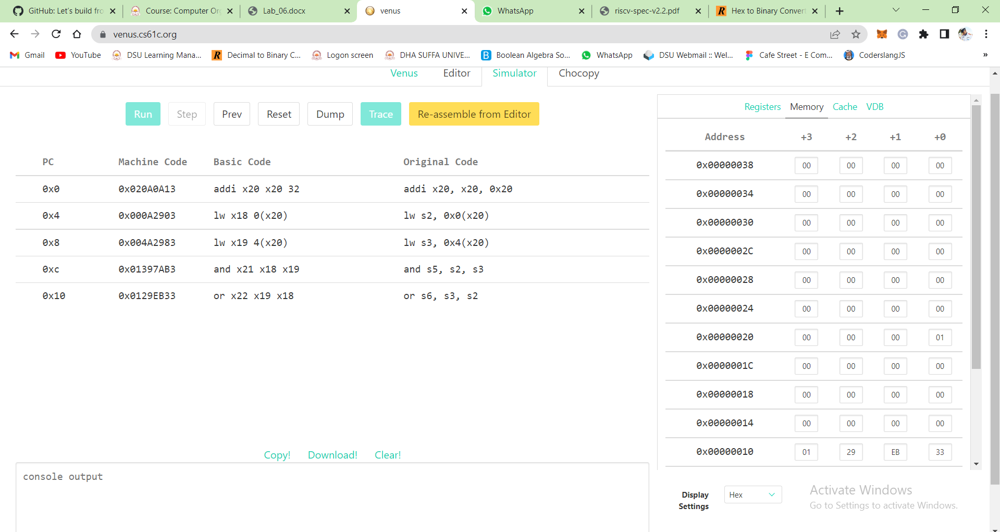 GitHub: Let's build fro
Course: Computer Org
Lab_06.docx
venus
WhatsApp
riscv-spec-v2.2.pdf
Hex to Binary Convert
venus.cs61c.org
Gmail
YouTube
DSU Learning Mana...
Decimal to Binary C...
Logon screen
DHA SUFFA UNIVE...
Boolean Algebra So...
WhatsApp
DSU Webmail :: Wel...
Cafe Street - E Com...
CoderslangJS
»
Venus Editor Simulator Chocopy
Run Step Prev Reset Dump Trace Re-assemble from Editor
PC Machine Code Basic Code Original Code
0x0 0x020A0A13 addi x20 x20 32 addi x20, x20, 0x20
0x4 0x000A2903 lw x18 0(x20) lw s2, 0x0(x20)
0x8 0x004A2983 lw x19 4(x20) lw s3, 0x4(x20)
0xc 0x01397AB3 and x21 x18 x19 and s5, s2, s3
0x10 0x0129EB33 or x22 x19 x18 or s6, s3, s2
Copy! Download! Clear!
console output
Registers Memory Cache VDB
Address +3 +2 +1 +0
0x00000038 00 00 00 00
0x00000034 00 00 00 00
0x00000030 00 00 00 00
0x0000002C 00 00 00 00
0x00000028 00 00 00 00
0x00000024 00 00 00 00
0x00000020 00 00 00 01
0x0000001C 00 00 00 00
0x00000018 00 00 00 00
0x00000014 00 00 00 00
0x00000010 01 29 EB 33
Display
Settings
Hex
Activate Windows
Go to Settings to activate Windows.